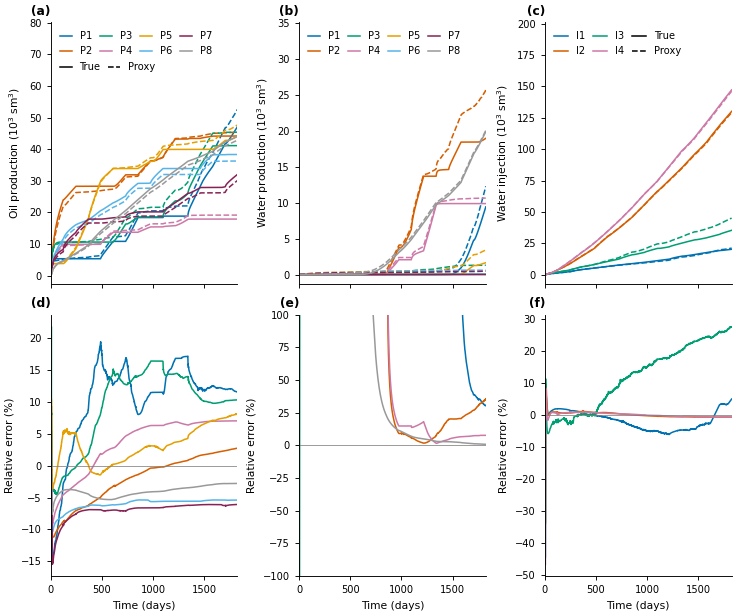 (a)
Oil production (10³ sm³)
80
70
60
50
40
30
20
10
0
P1 P3 P5 P7
P2 P4 P6 P8
True Proxy
(b)
Water production (10³ sm³)
35
30
25
20
15
10
5
0
P1 P3 P5 P7
P2 P4 P6 P8
(c)
Water injection (10³ sm³)
200
175
150
125
100
75
50
25
0
I1 I3 True
I2 I4 Proxy
(d)
Relative error (%)
20
15
10
5
0
−5
−10
−15
0 500 1000 1500
Time (days)
(e)
Relative error (%)
100
75
50
25
0
−25
−50
−75
−100
0 500 1000 1500
Time (days)
(f)
Relative error (%)
30
20
10
0
−10
−20
−30
−40
−50
0 500 1000 1500
Time (days)